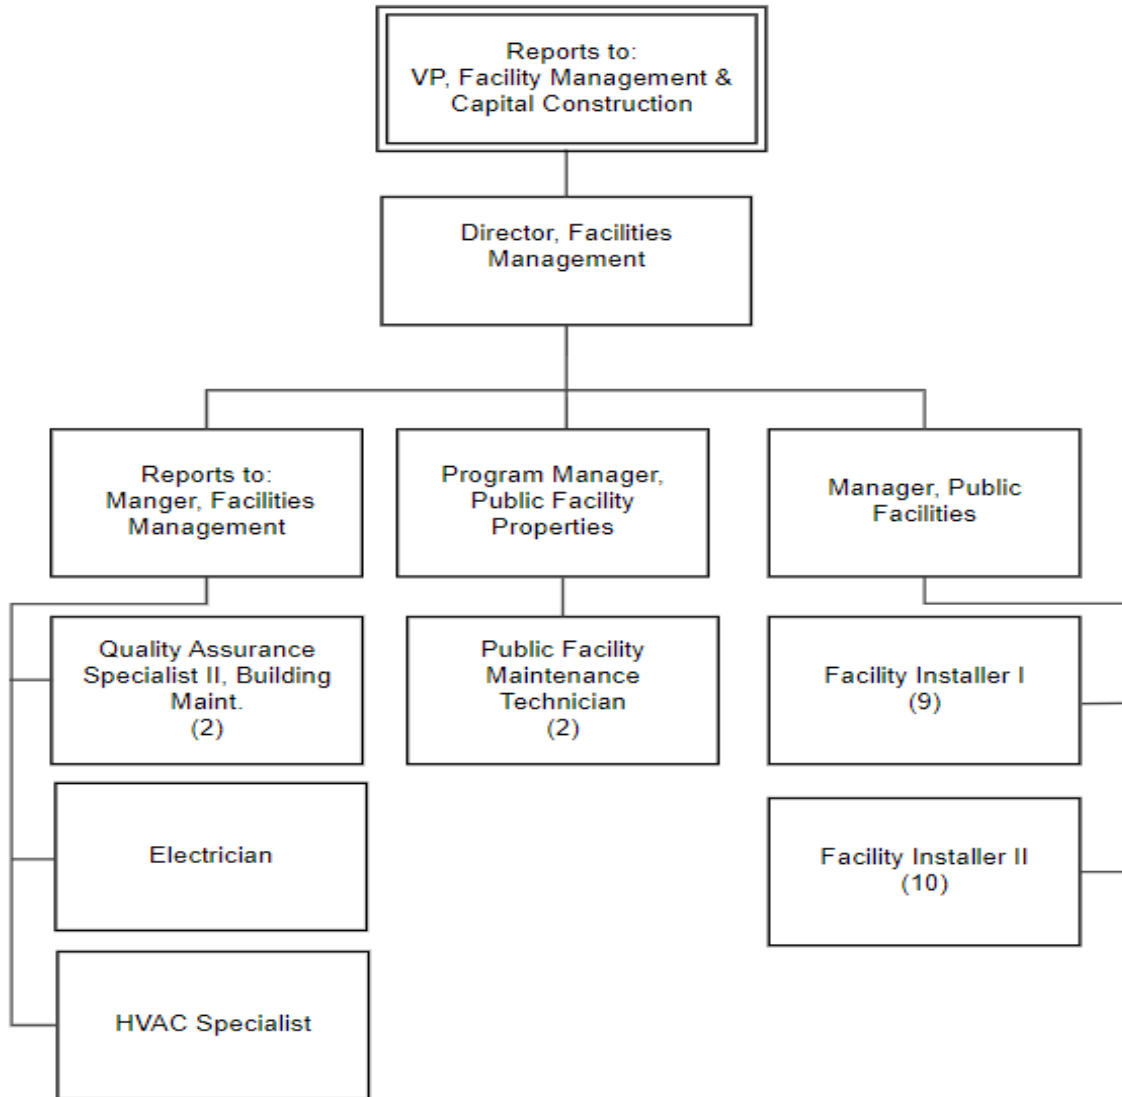 Reports to:
VP, Facility Management &
Capital Construction
Director, Facilities
Management
Reports to:
Manger, Facilities
Management
Program Manager,
Public Facility
Properties
Manager, Public
Facilities
Quality Assurance
Specialist II, Building
Maint.
(2)
Public Facility
Maintenance
Technician
(2)
Facility Installer I
(9)
Electrician
Facility Installer II
(10)
HVAC Specialist